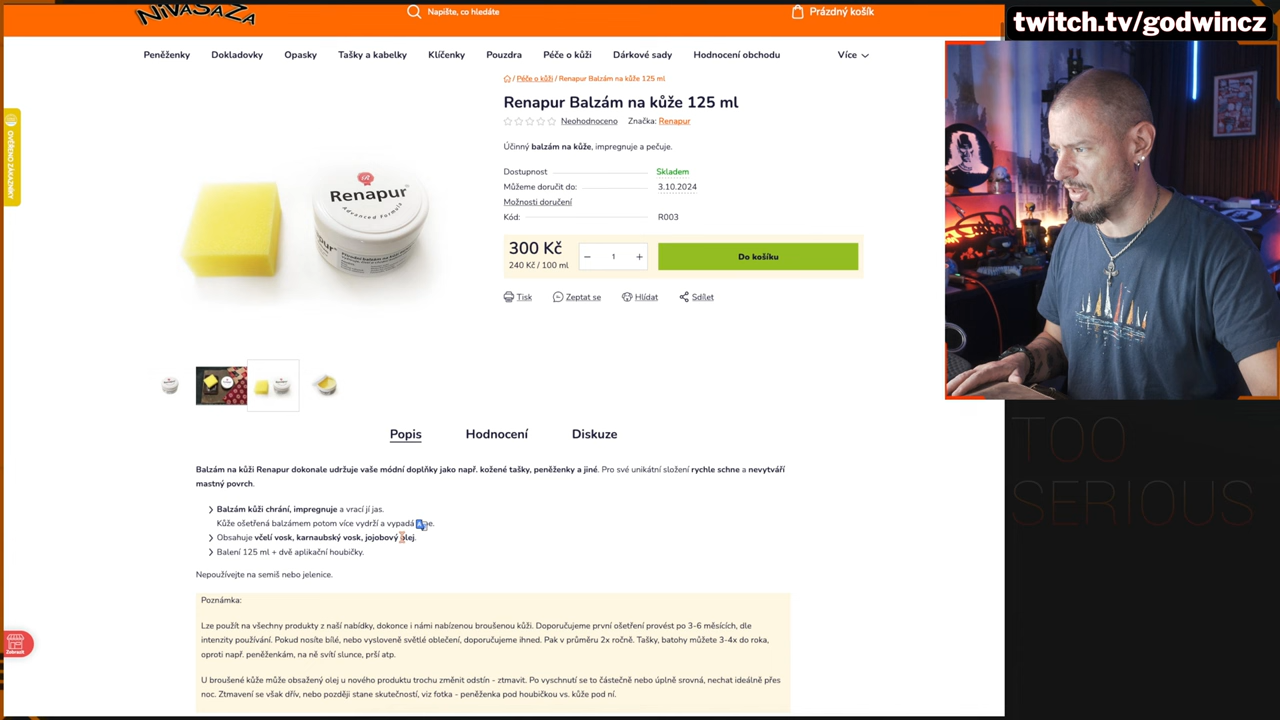 NiVASAZA
Napište, co hledáte
Prázdný košík
twitch.tv/godwincz
Peněženky Dokladovky Opasky Tašky a kabelky Klíčenky Pouzdra Péče o kůži Dárkové sady Hodnocení obchodu Více
/ Péče o kůži / Renapur Balzám na kůže 125 ml
Renapur Balzám na kůže 125 ml
Neohodnoceno Značka: Renapur
Účinný balzám na kůže, impregnuje a pečuje.
Dostupnost Skladem
Můžeme doručit do: 3.10.2024
Možnosti doručení
Kód: R003
300 Kč
240 Kč / 100 ml
− 1 +
Do košíku
Tisk Zeptat se Hlídat Sdílet
OVĚŘENO ZÁKAZNÍKY
Renapur
Advanced Formula
Popis Hodnocení Diskuze
Balzám na kůži Renapur dokonale udržuje vaše módní doplňky jako např. kožené tašky, peněženky a jiné. Pro své unikátní složení rychle schne a nevytváří
mastný povrch.
Balzám kůži chrání, impregnuje a vrací jí jas.
Kůže ošetřená balzámem potom více vydrží a vypadá
Obsahuje včelí vosk, karnaubský vosk, jojobový olej.
Balení 125 ml + dvě aplikační houbičky.
Nepoužívejte na semiš nebo jelenice.
Poznámka:
Lze použít na všechny produkty z naší nabídky, dokonce i námi nabízenou broušenou kůži. Doporučujeme první ošetření provést po 3-6 měsících, dle
intenzity používání. Pokud nosíte bílé, nebo vysloveně světlé oblečení, doporučujeme ihned. Pak v průměru 2x ročně. Tašky, batohy můžete 3-4x do roka,
oproti např. peněženkám, na ně svítí slunce, prší atp.
U broušené kůže může obsažený olej u nového produktu trochu změnit odstín - ztmavit. Po vyschnutí se to částečně nebo úplně srovná, nechat ideálně přes
noc. Ztmavení se však dřív, nebo později stane skutečností, viz fotka - peněženka pod houbičkou vs. kůže pod ní.
Zobrazit
TOO
SERIOUS